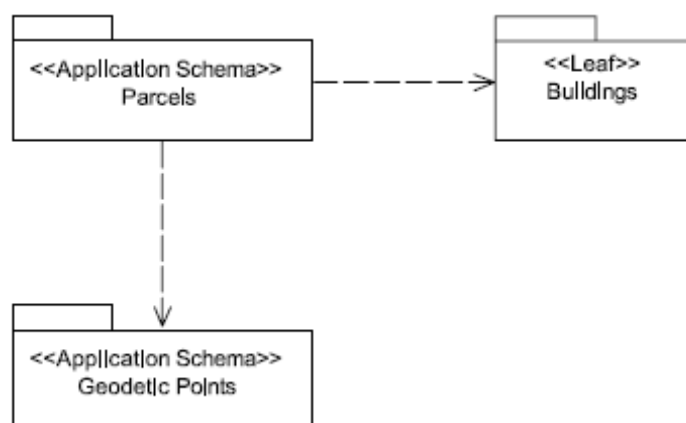 <<Application Schema>>
Parcels
<<Leaf>>
Buildings
<<Application Schema>>
Geodetic Points